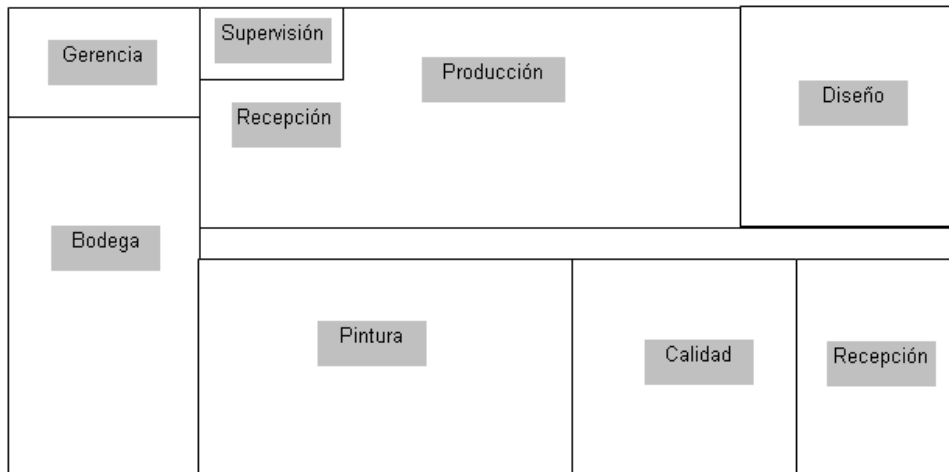 Supervisión
Gerencia
Producción
Diseño
Recepción
Bodega
Pintura
Calidad
Recepción